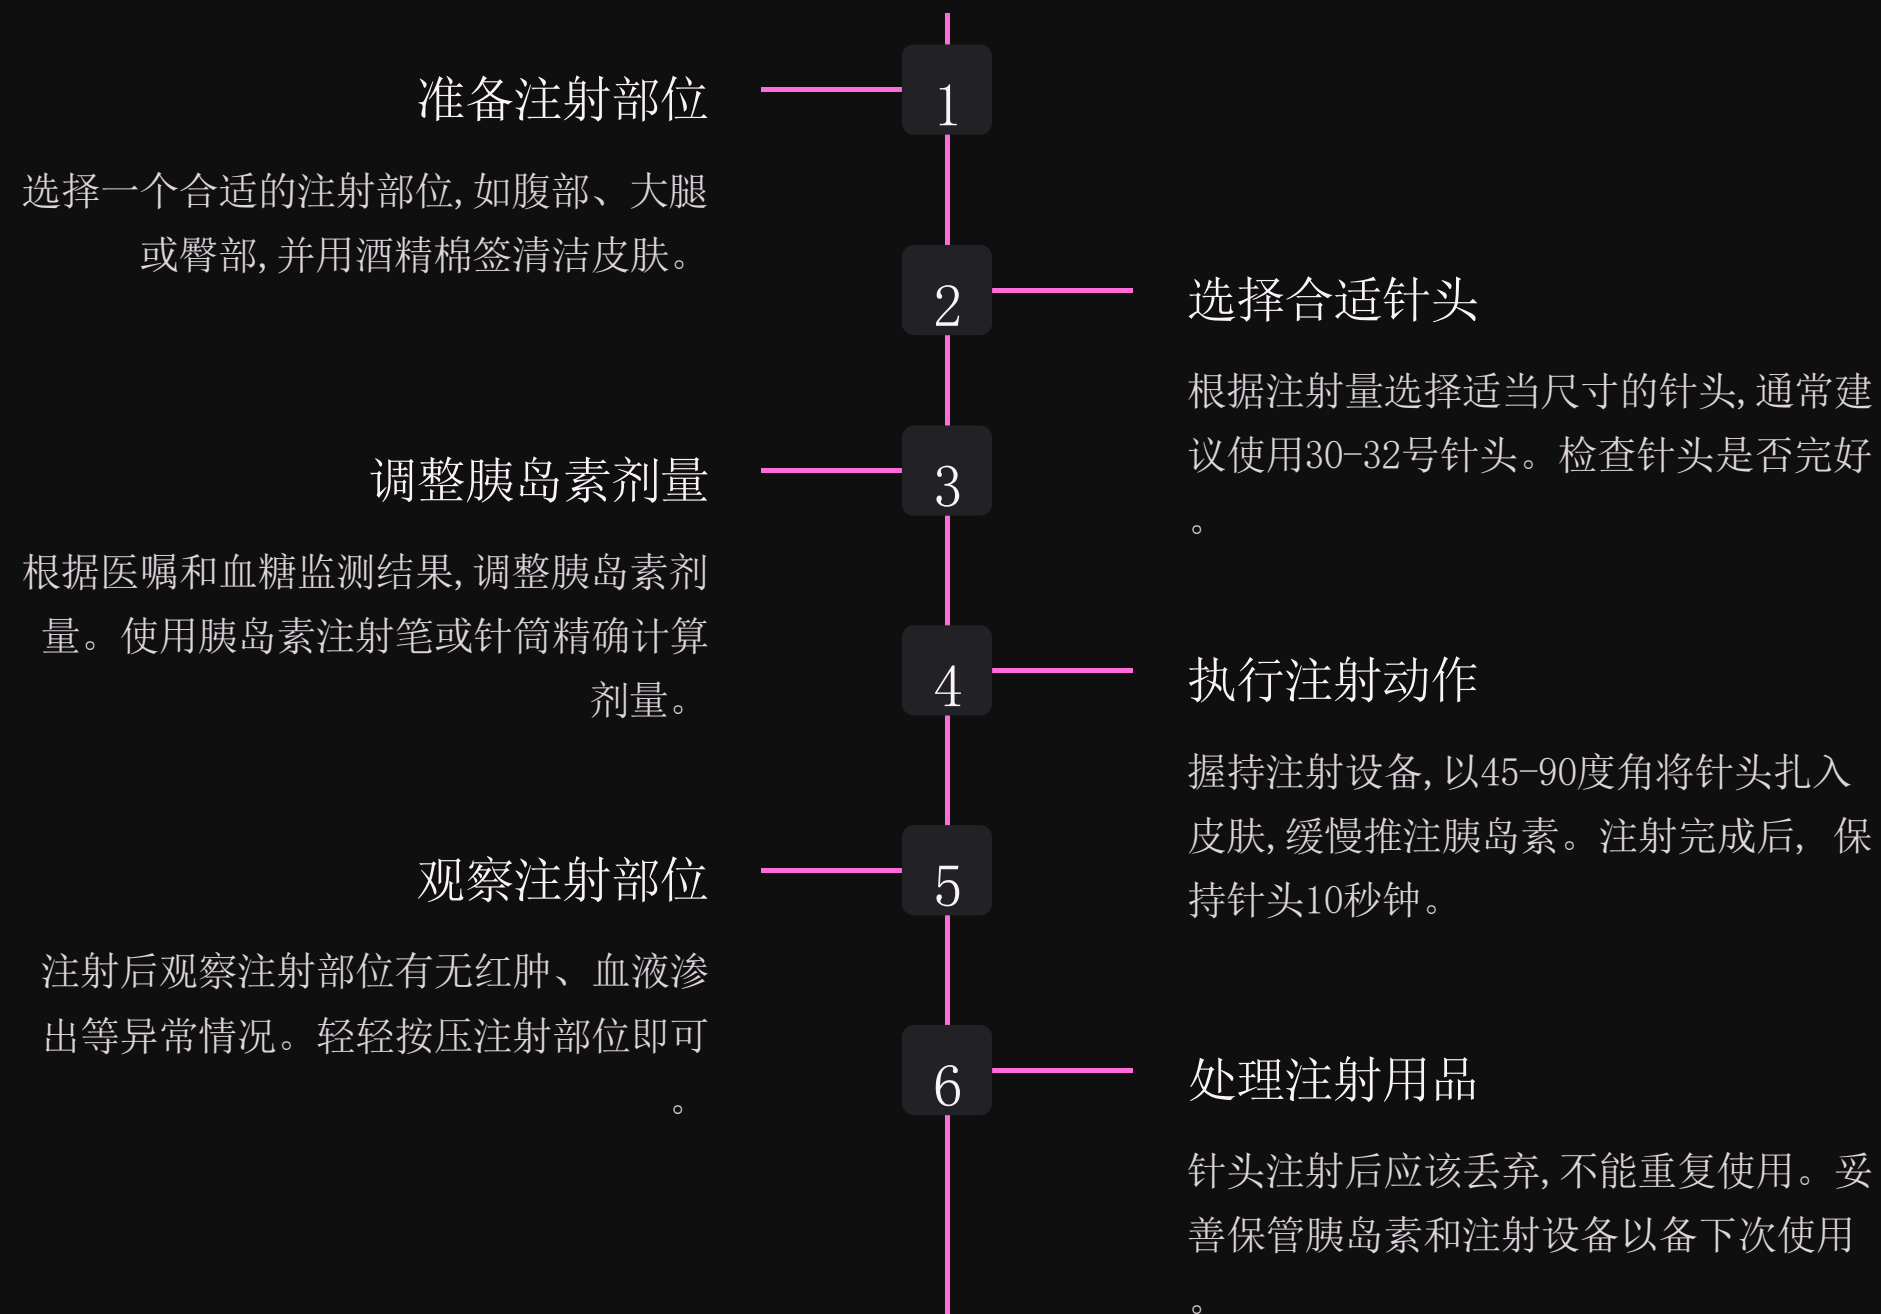 1
准备注射部位
选择一个合适的注射部位,如腹部、大腿
或臀部,并用酒精棉签清洁皮肤。
2
选择合适针头
根据注射量选择适当尺寸的针头,通常建
议使用30-32号针头。检查针头是否完好
。
3
调整胰岛素剂量
根据医嘱和血糖监测结果,调整胰岛素剂
量。使用胰岛素注射笔或针筒精确计算
剂量。
4
执行注射动作
握持注射设备,以45-90度角将针头扎入
皮肤,缓慢推注胰岛素。注射完成后, 保
持针头10秒钟。
5
观察注射部位
注射后观察注射部位有无红肿、血液渗
出等异常情况。轻轻按压注射部位即可
。
6
处理注射用品
针头注射后应该丢弃,不能重复使用。妥
善保管胰岛素和注射设备以备下次使用
。